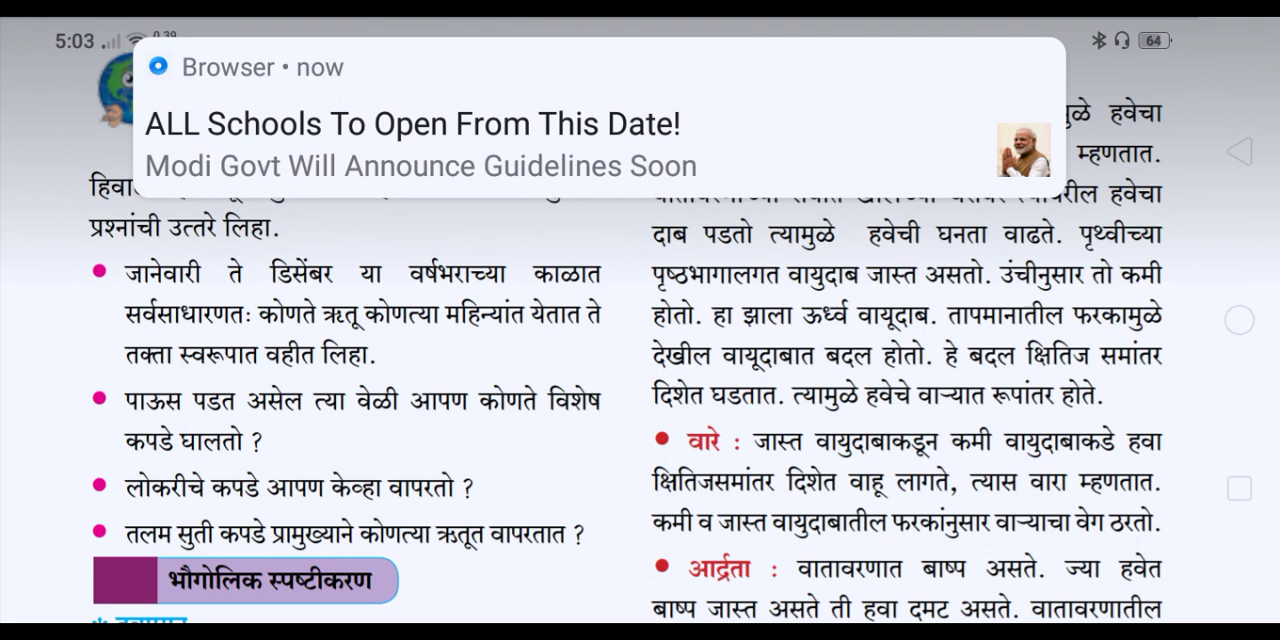 5:03
0.39
64
Browser • now
ALL Schools To Open From This Date!
Modi Govt Will Announce Guidelines Soon
प्रश्नांची उत्तरे लिहा.
• जानेवारी ते डिसेंबर या वर्षभराच्या काळात
सर्वसाधारणतः कोणते ऋतू कोणत्या महिन्यांत येतात ते
तक्ता स्वरूपात वहीत लिहा.
• पाऊस पडत असेल त्या वेळी आपण कोणते विशेष
कपडे घालतो ?
• लोकरीचे कपडे आपण केव्हा वापरतो ?
• तलम सुती कपडे प्रामुख्याने कोणत्या ऋतूत वापरतात ?
भौगोलिक स्पष्टीकरण
हवेचा
म्हणतात.
हवेचा
दाब पडतो त्यामुळे हवेची घनता वाढते. पृथ्वीच्या
पृष्ठभागालगत वायुदाब जास्त असतो. उंचीनुसार तो कमी
होतो. हा झाला ऊर्ध्व वायूदाब. तापमानातील फरकामुळे
देखील वायूदाबात बदल होतो. हे बदल क्षितिज समांतर
दिशेत घडतात. त्यामुळे हवेचे वाऱ्यात रूपांतर होते.
• वारे : जास्त वायुदाबाकडून कमी वायुदाबाकडे हवा
क्षितिजसमांतर दिशेत वाहू लागते, त्यास वारा म्हणतात.
कमी व जास्त वायुदाबातील फरकांनुसार वाऱ्याचा वेग ठरतो.
• आर्द्रता : वातावरणात बाष्प असते. ज्या हवेत
बाष्प जास्त असते ती हवा दमट असते. वातावरणातील